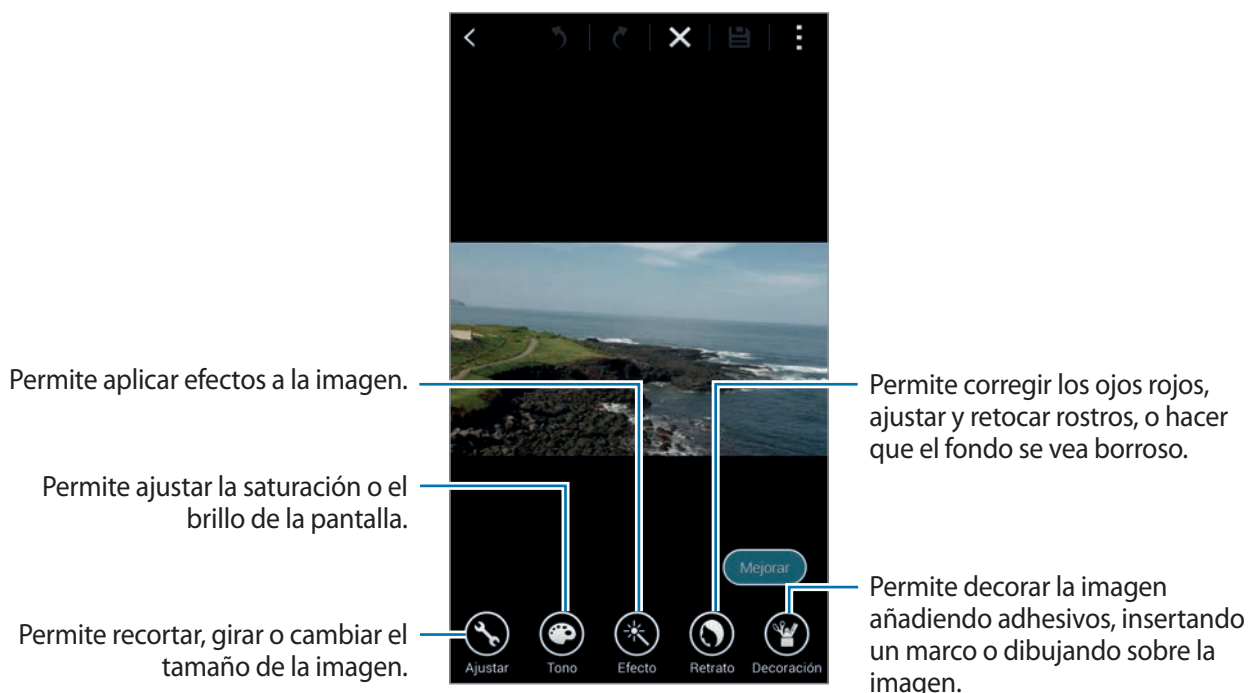 Permite aplicar efectos a la imagen.
Permite ajustar la saturación o el
brillo de la pantalla.
Permite recortar, girar o cambiar el
tamaño de la imagen.
Mejorar
Ajustar
Tono
Efecto
Retrato
Decoración
Permite corregir los ojos rojos,
ajustar y retocar rostros, o hacer
que el fondo se vea borroso.
Permite decorar la imagen
añadiendo adhesivos, insertando
un marco o dibujando sobre la
imagen.